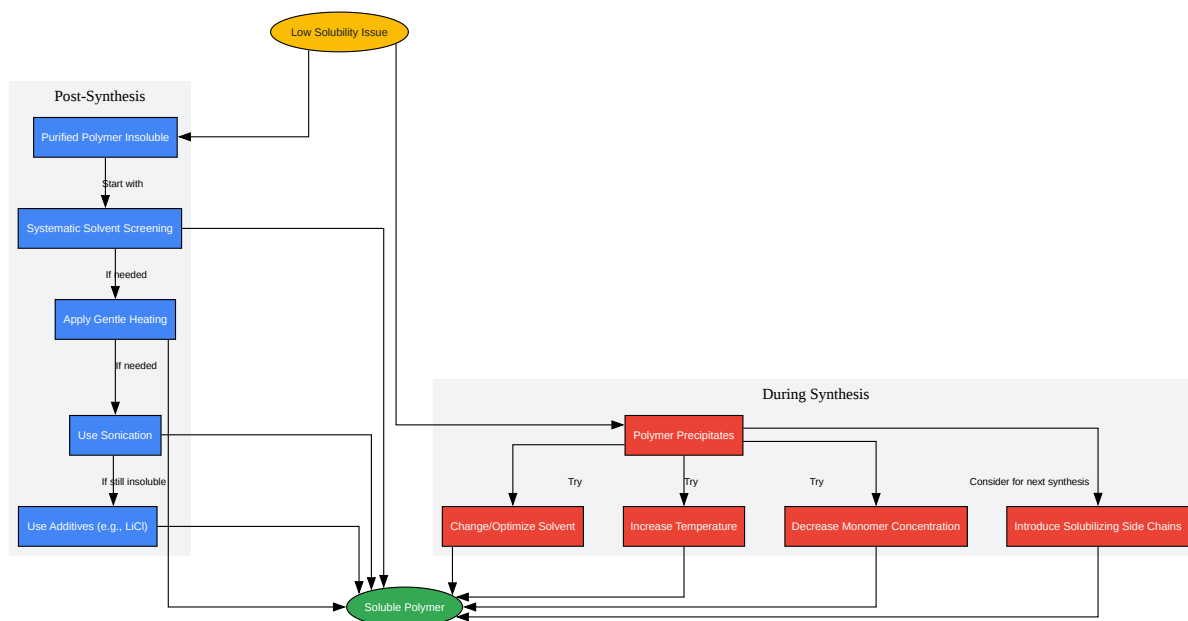 Low Solubility Issue
Post-Synthesis
Purified Polymer Insoluble
Start with
Systematic Solvent Screening
If needed
Apply Gentle Heating
If needed
Use Sonication
If still insoluble
Use Additives (e.g., LiCl)
During Synthesis
Polymer Precipitates
Try
Try
Try
Consider for next synthesis
Change/Optimize Solvent
Increase Temperature
Decrease Monomer Concentration
Introduce Solubilizing Side Chains
Soluble Polymer